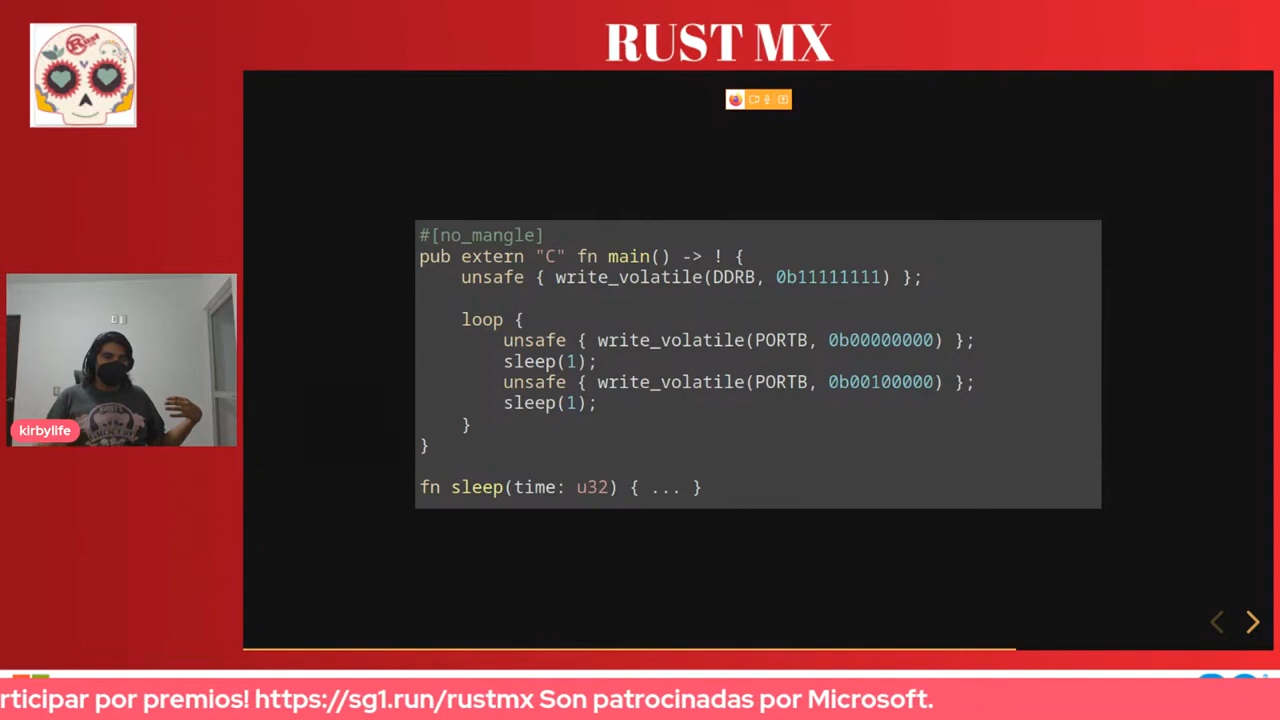 RUST MX
Rust
#[no_mangle]
pub extern "C" fn main() -> ! {
    unsafe { write_volatile(DDRB, 0b11111111) };
    loop {
        unsafe { write_volatile(PORTB, 0b00000000) };
        sleep(1);
        unsafe { write_volatile(PORTB, 0b00100000) };
        sleep(1);
    }
}
fn sleep(time: u32) { ... }
kirbylife
rticipar por premios! https://sg1.run/rustmx Son patrocinadas por Microsoft.